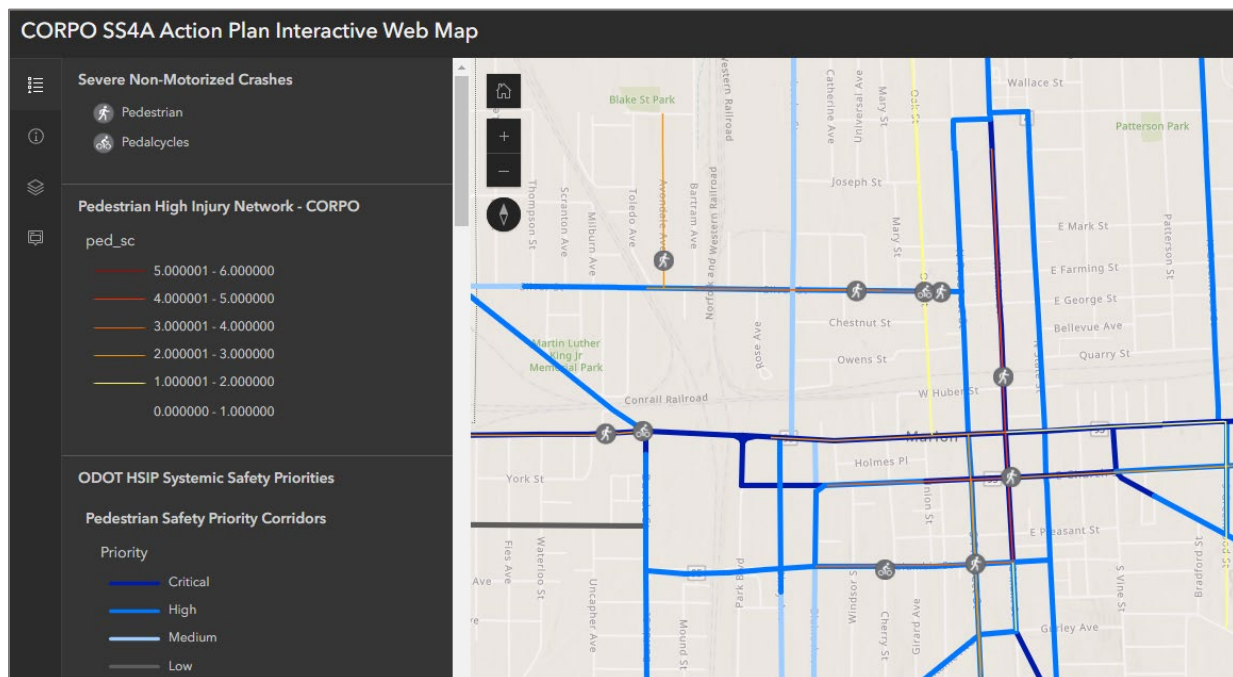 CORPO SS4A Action Plan Interactive Web Map
Severe Non-Motorized Crashes
Pedestrian
Pedalcycles
Pedestrian High Injury Network - CORPO
ped_sc
5.000001 - 6.000000
4.000001 - 5.000000
3.000001 - 4.000000
2.000001 - 3.000000
1.000001 - 2.000000
0.000000 - 1.000000
ODOT HSIP Systemic Safety Priorities
Pedestrian Safety Priority Corridors
Priority
Critical
High
Medium
Low
Blake St Park
Wallace St
Patterson Park
Western Railroad
Catherine Ave
Universal Ave
Mary St
Oak St
Joseph St
Thompson St
Scranton Ave
Milburn Ave
Toledo Ave
Avondale Ave
Bartram Ave
Norfolk and Western Railroad
Mary St
E Mark St
Patterson St
E Farming St
E George St
Bellevue Ave
Chestnut St
Quarry St
Owens St
Rose Ave
Martin Luther
King Jr
Memorial Park
W Huber St
Conrail Railroad
Marion
95
Holmes Pl
York St
E Church
Union St
E Pleasant St
Fies Ave
Waterloo St
Uncapher Ave
Mound St
Park Blvd
Windsor S
Cherry St
Girard Ave
S Vine St
Bradford St
Gurley Ave
Ave